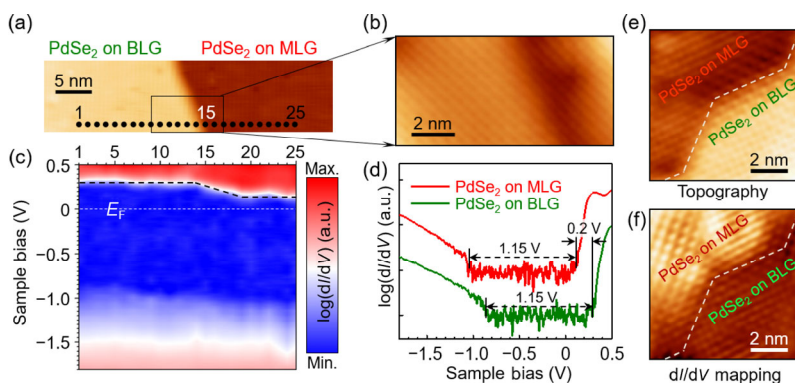 (a)
PdSe₂ on BLG PdSe₂ on MLG
5 nm
1 15 25
(b)
2 nm
(c)
1 5 10 15 20 25
0.5
0
−0.5
−1.0
−1.5
Sample bias (V)
E_F
Max.
log(dI/dV) (a.u.)
Min.
(d)
PdSe₂ on MLG
PdSe₂ on BLG
0.2 V
1.15 V
1.15 V
log(dI/dV) (a.u.)
−1.5 −1.0 −0.5 0 0.5
Sample bias (V)
(e)
PdSe₂ on MLG
PdSe₂ on BLG
2 nm
Topography
(f)
PdSe₂ on MLG
PdSe₂ on BLG
2 nm
dI/dV mapping